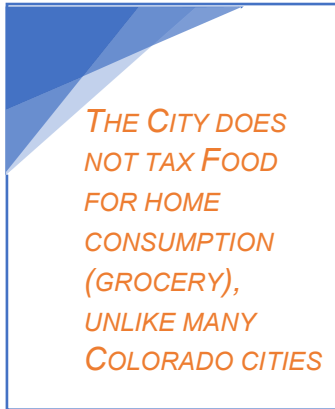 THE CITY DOES
NOT TAX FOOD
FOR HOME
CONSUMPTION
(GROCERY),
UNLIKE MANY
COLORADO CITIES